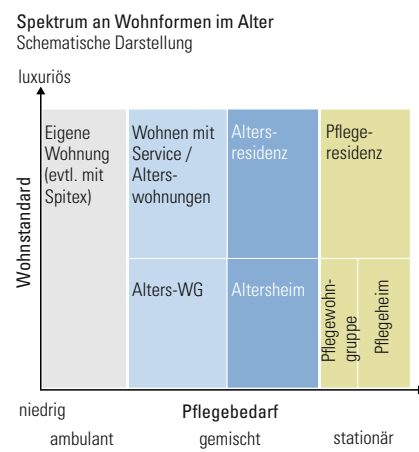 Spektrum an Wohnformen im Alter
Schematische Darstellung
luxuriös
Wohnstandard
Eigene
Wohnung
(evtl. mit
Spitex)
Wohnen mit
Service /
Alters-
wohnungen
Alters-
residenz
Pflege-
residenz
Alters-WG
Altersheim
Pflegewohn-
gruppe
Pflegeheim
niedrig
Pflegebedarf
ambulant
gemischt
stationär